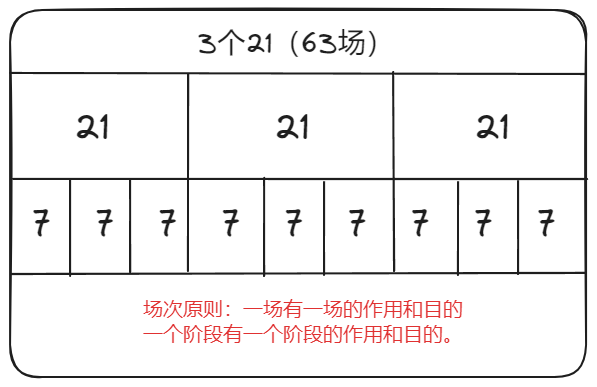 3个21（63场）
21 21 21
7 7 7 7 7 7 7 7 7
场次原则：一场有一场的作用和目的
一个阶段有一个阶段的作用和目的。